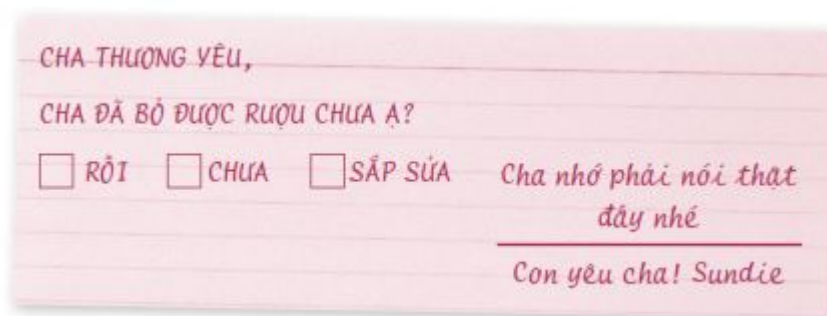 CHA THƯƠNG YÊU,
CHA ĐÃ BỎ ĐƯỢC RƯỢU CHƯA Ạ?
RỒI CHƯA SẮP SỬA
Cha nhớ phải nói thật
đấy nhé
Con yêu cha! Sundie